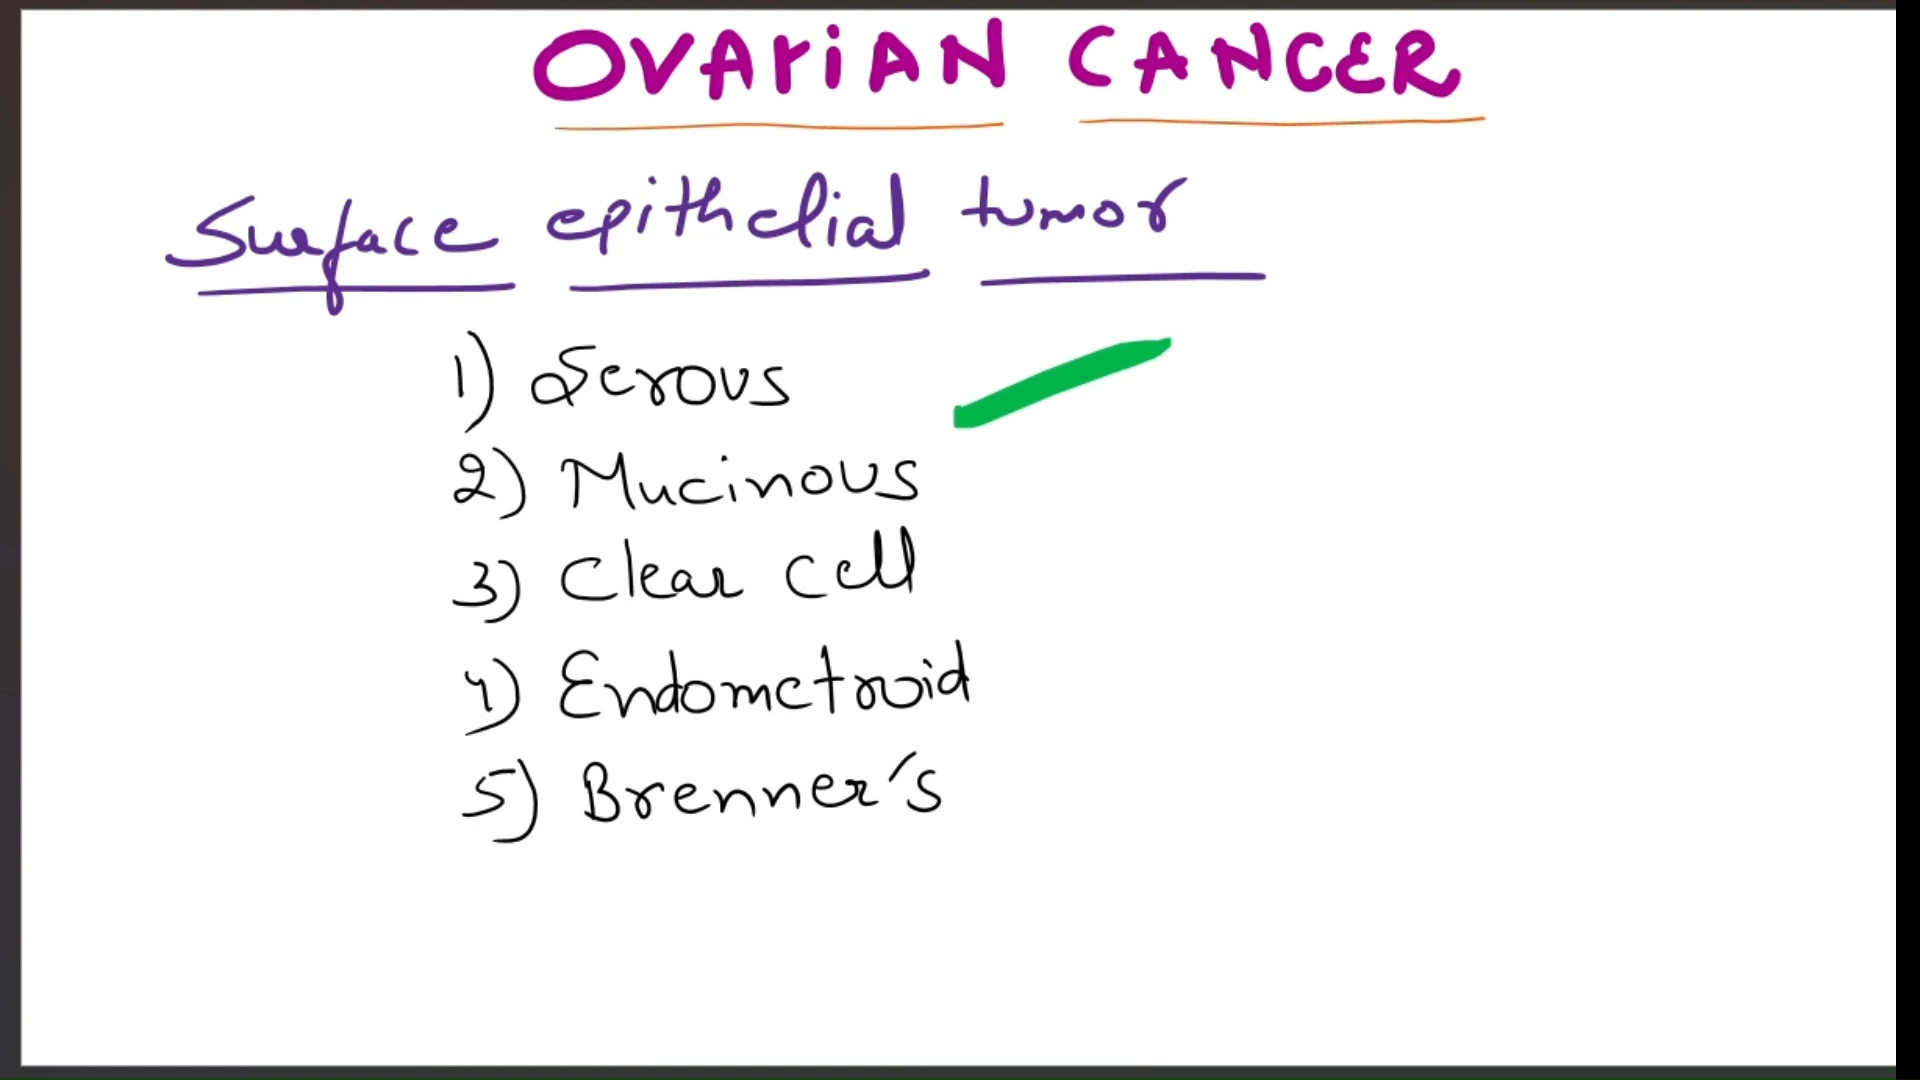 OVARiAN CANCER
Surface epithelial tumor
1) Serous
2) Mucinous
3) Clear cell
4) Endometroid
5) Brenner's